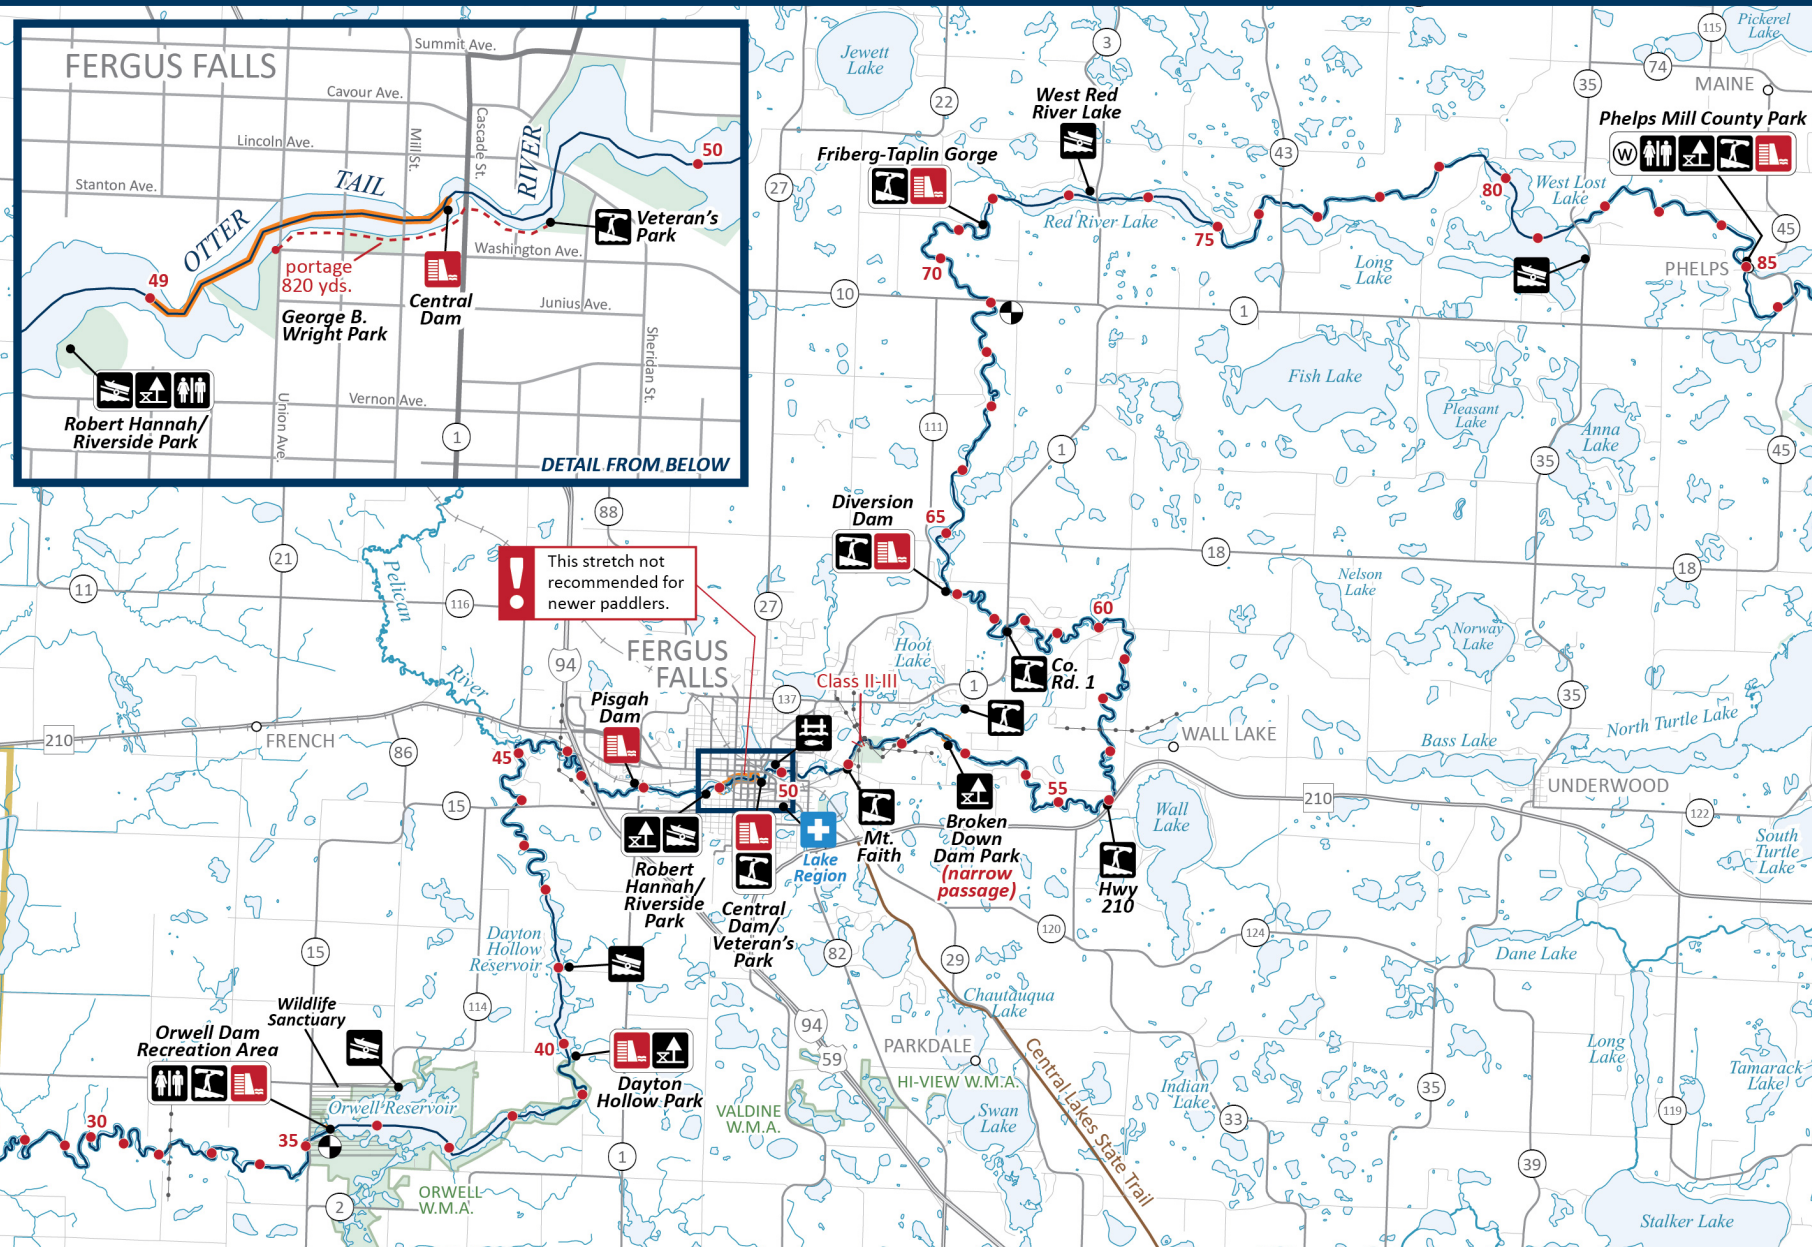 FERGUS FALLS
Summit Ave.
Cavour Ave.
Lincoln Ave.
Stanton Ave.
Mill St.
Cascade St.
OTTER
TAIL
RIVER
50
49
Veteran's
Park
Washington Ave.
portage
820 yds.
Central
Dam
George B.
Wright Park
Junius Ave.
Sheridan St.
Robert Hannah/
Riverside Park
Vernon Ave.
Union Ave.
1
DETAIL FROM BELOW
Jewett
Lake
22
27
3
West Red
River Lake
Friberg-Taplin Gorge
Red River Lake
43
75
70
10
1
35
74
115
Pickerel
Lake
MAINE
Phelps Mill County Park
W
80
West Lost
Lake
Long
Lake
PHELPS
85
45
Fish Lake
Pleasant
Lake
Anna
Lake
35
45
111
1
Diversion
Dam
65
18
18
Nelson
Lake
Norway
Lake
60
Co.
Rd. 1
1
Hoot
Lake
Class II-III
88
21
11
116
Pelican
River
This stretch not
recommended for
newer paddlers.
27
94
FERGUS
FALLS
137
Pisgah
Dam
210
FRENCH
86
45
15
50
Robert
Hannah/
Riverside
Park
Central
Dam/
Veteran's
Park
Lake
Region
Mt.
Faith
Broken
Down
Dam Park
(narrow
passage)
55
Hwy
210
WALL LAKE
Wall
Lake
210
35
Bass Lake
North Turtle Lake
UNDERWOOD
122
South
Turtle
Lake
Dane Lake
124
120
29
82
Chautauqua
Lake
PARKDALE
94
59
HI-VIEW W.M.A.
VALDINE
W.M.A.
Swan
Lake
Central Lakes State Trail
Indian
Lake
33
35
39
Long
Lake
119
Tamarack
Lake
Stalker Lake
Dayton
Hollow
Reservoir
15
114
Wildlife
Sanctuary
Orwell Dam
Recreation Area
40
Dayton
Hollow Park
Orwell Reservoir
30
35
1
2
ORWELL
W.M.A.